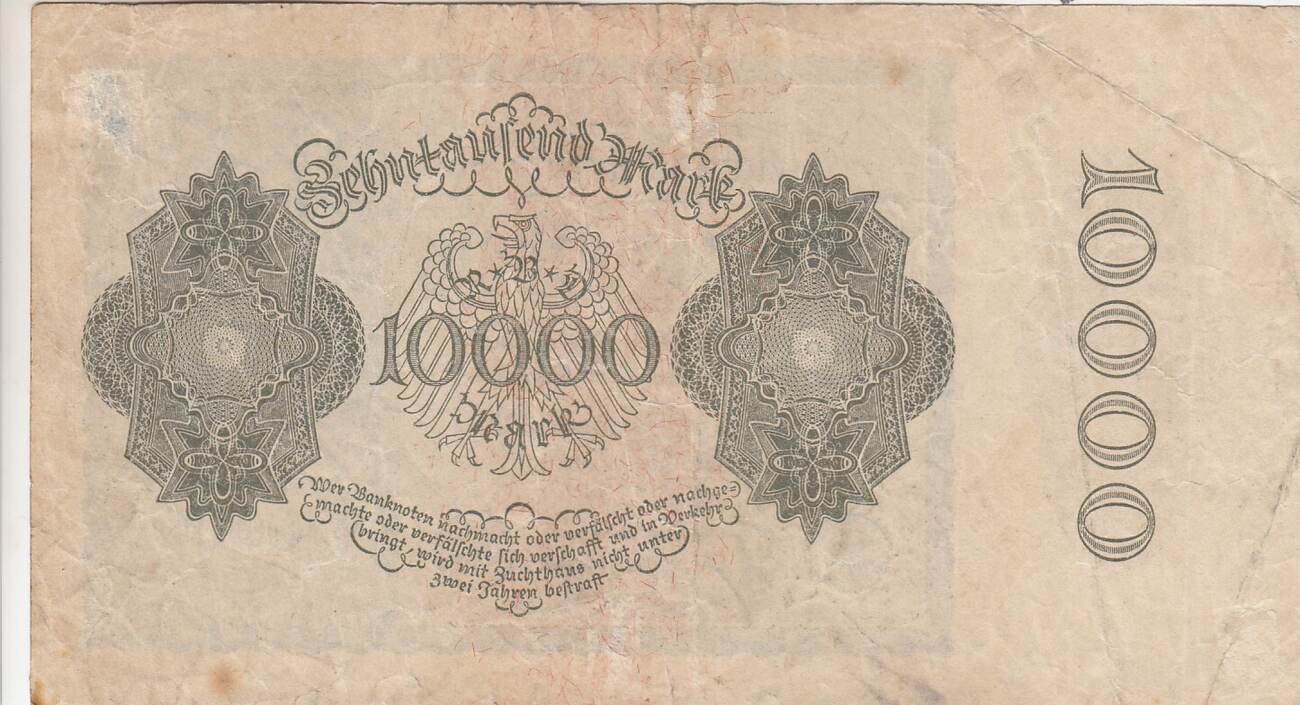 Zehntausend Mark
R*B*D
10000
Mark
Wer Banknoten nachmacht oder verfälscht oder nachge=
machte oder verfälschte sich verschafft und in Verkehr
bringt, wird mit Zuchthaus nicht unter
zwei Jahren bestraft
10000